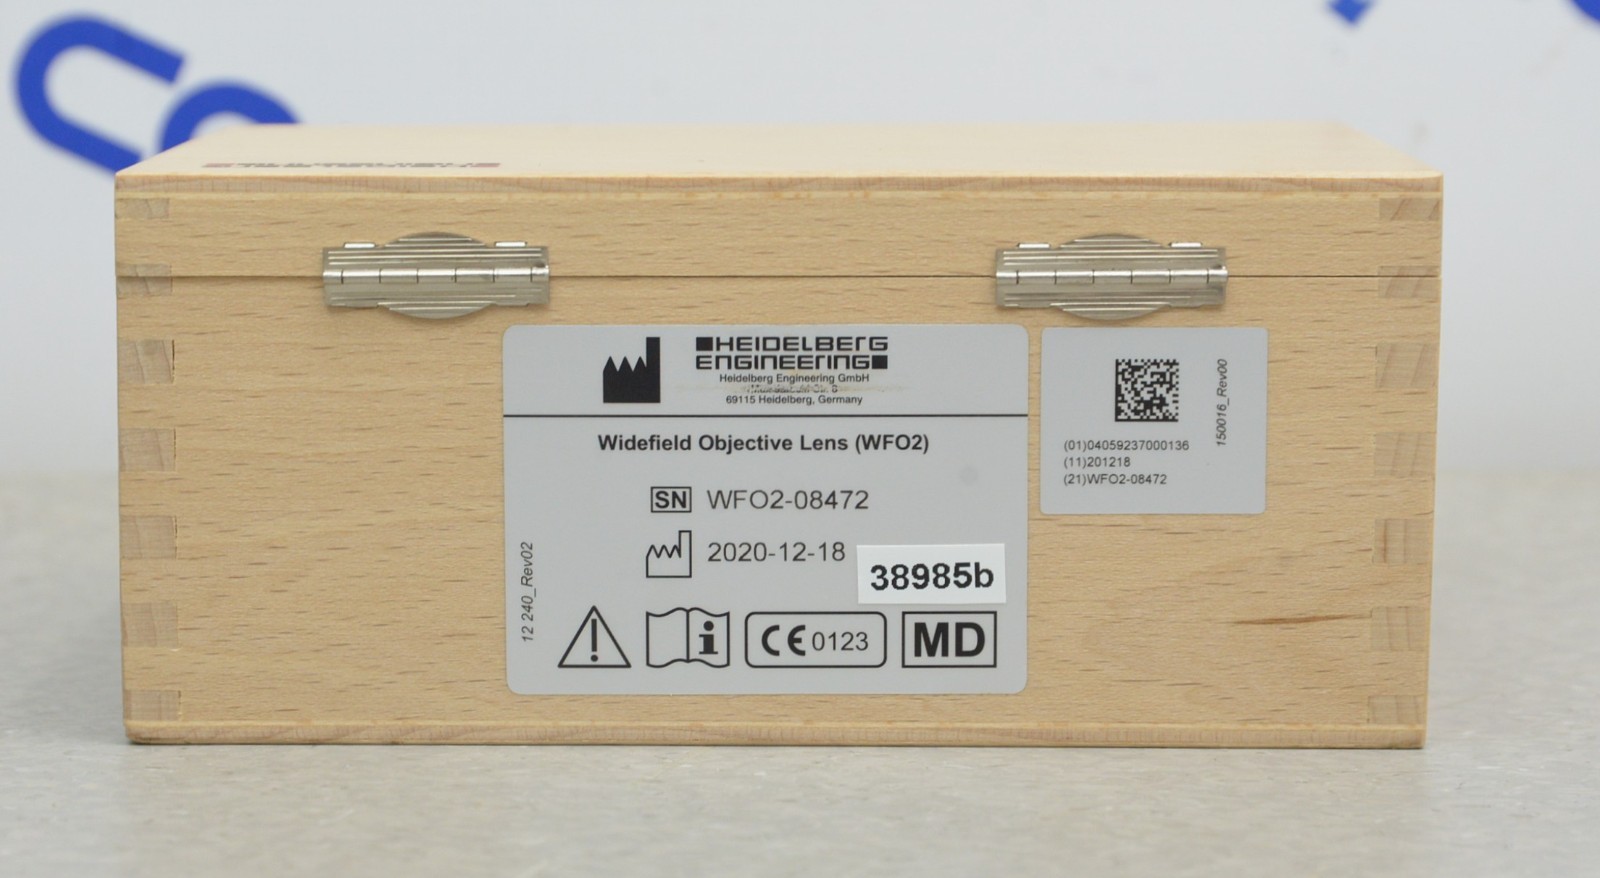 HEIDELBERG
ENGINEERING
Heidelberg Engineering GmbH
69115 Heidelberg, Germany
Widefield Objective Lens (WFO2)
SN WFO2-08472
2020-12-18
38985b
12 240_Rev02
i
CE 0123
MD
150016_Rev00
(01)04059237000136
(11)201218
(21)WFO2-08472